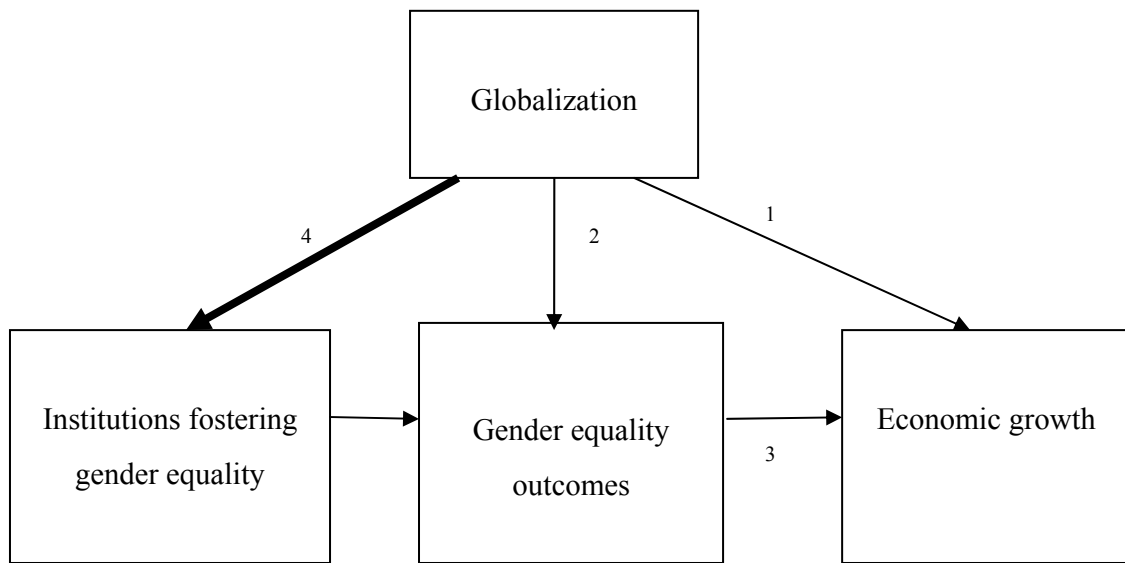 Globalization
1
4
2
Institutions fostering
gender equality
Gender equality
outcomes
Economic growth
3